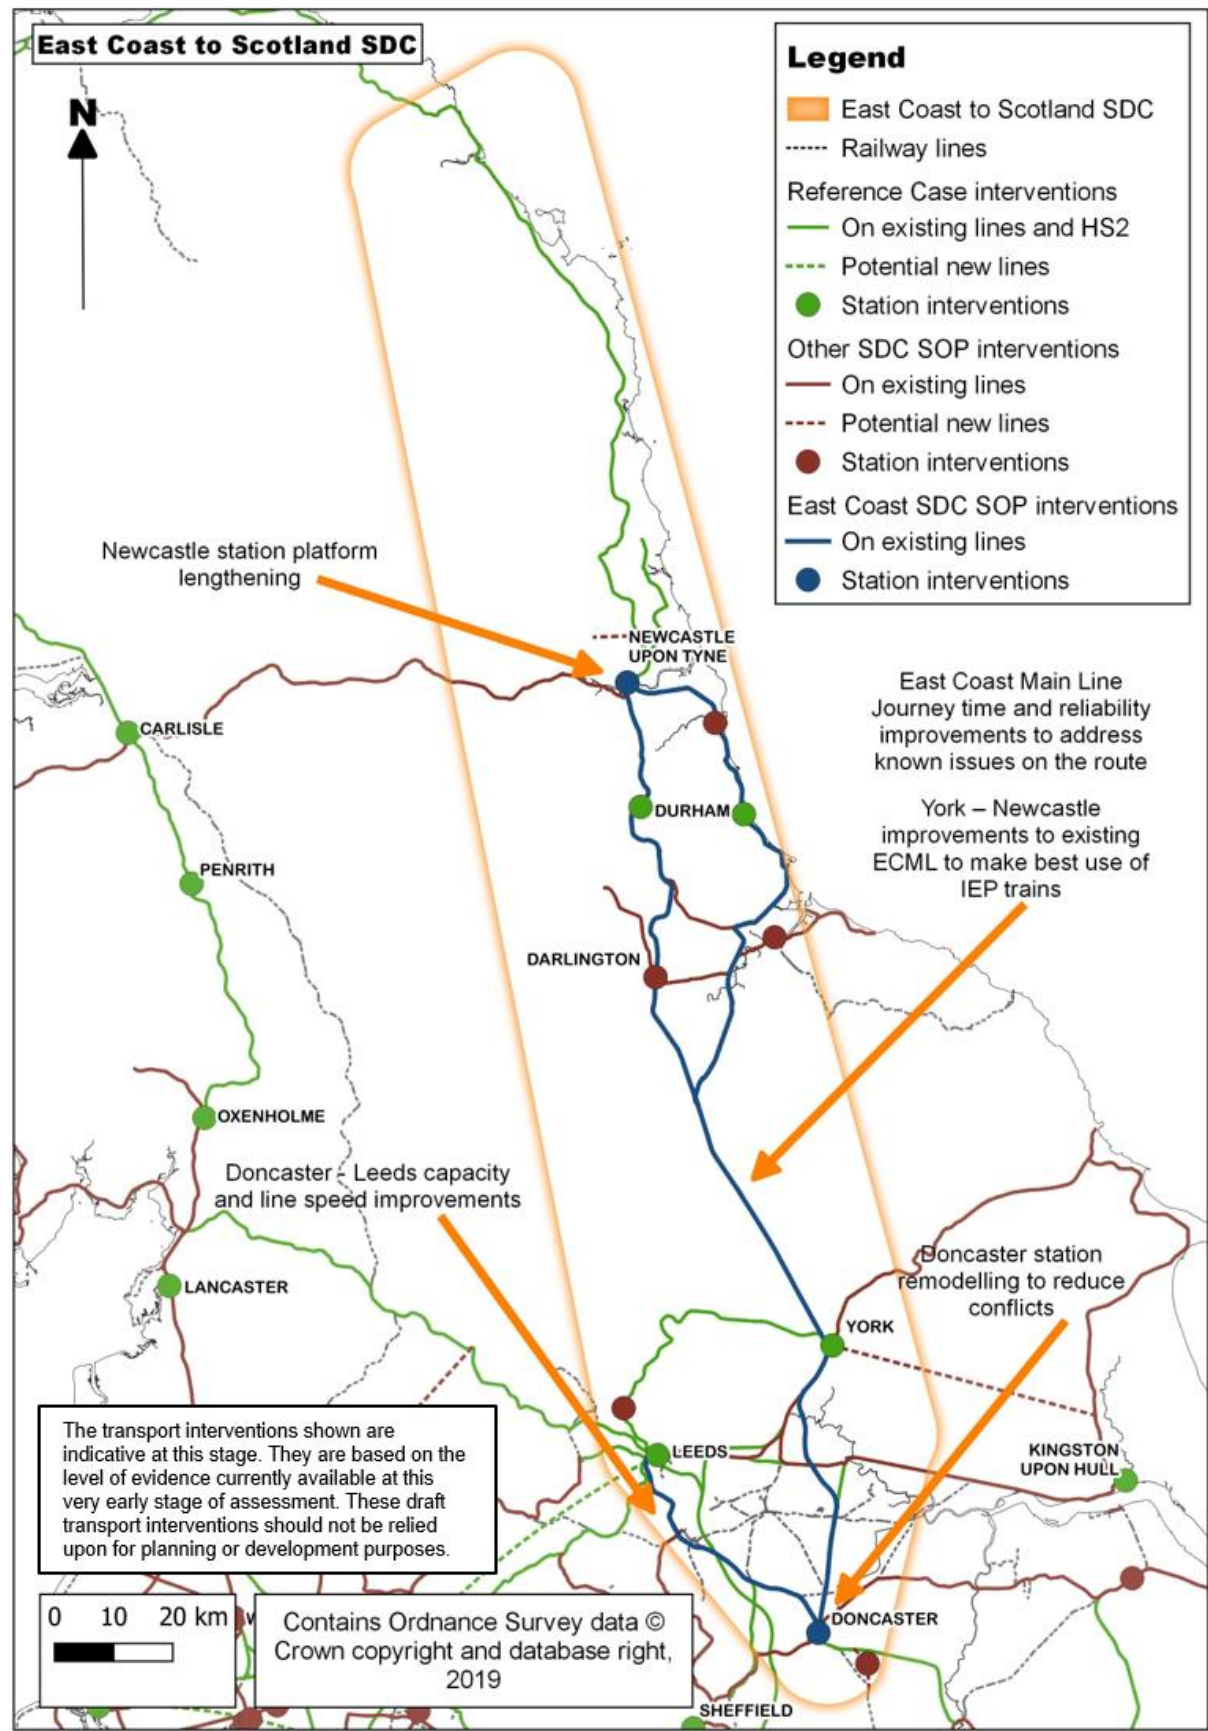 East Coast to Scotland SDC
N
Legend
East Coast to Scotland SDC
Railway lines
Reference Case interventions
On existing lines and HS2
Potential new lines
Station interventions
Other SDC SOP interventions
On existing lines
Potential new lines
Station interventions
East Coast SDC SOP interventions
On existing lines
Station interventions
Newcastle station platform
lengthening
NEWCASTLE
UPON TYNE
East Coast Main Line
Journey time and reliability
improvements to address
known issues on the route
York – Newcastle
improvements to existing
ECML to make best use of
IEP trains
CARLISLE
DURHAM
PENRITH
DARLINGTON
OXENHOLME
Doncaster - Leeds capacity
and line speed improvements
Doncaster station
remodelling to reduce
conflicts
LANCASTER
YORK
LEEDS
KINGSTON
UPON HULL
The transport interventions shown are
indicative at this stage. They are based on the
level of evidence currently available at this
very early stage of assessment. These draft
transport interventions should not be relied
upon for planning or development purposes.
0 10 20 km
Contains Ordnance Survey data ©
Crown copyright and database right,
2019
DONCASTER
SHEFFIELD